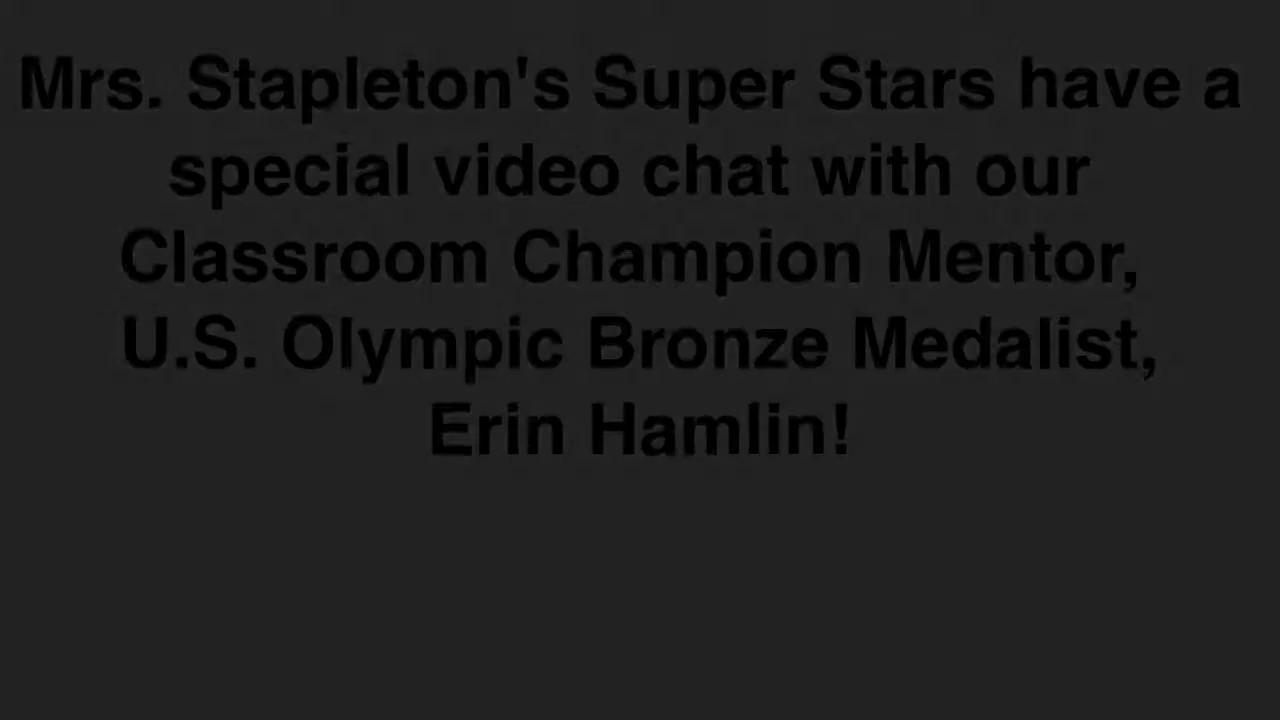 Mrs. Stapleton's Super Stars have a
special video chat with our
Classroom Champion Mentor,
U.S. Olympic Bronze Medalist,
Erin Hamlin!